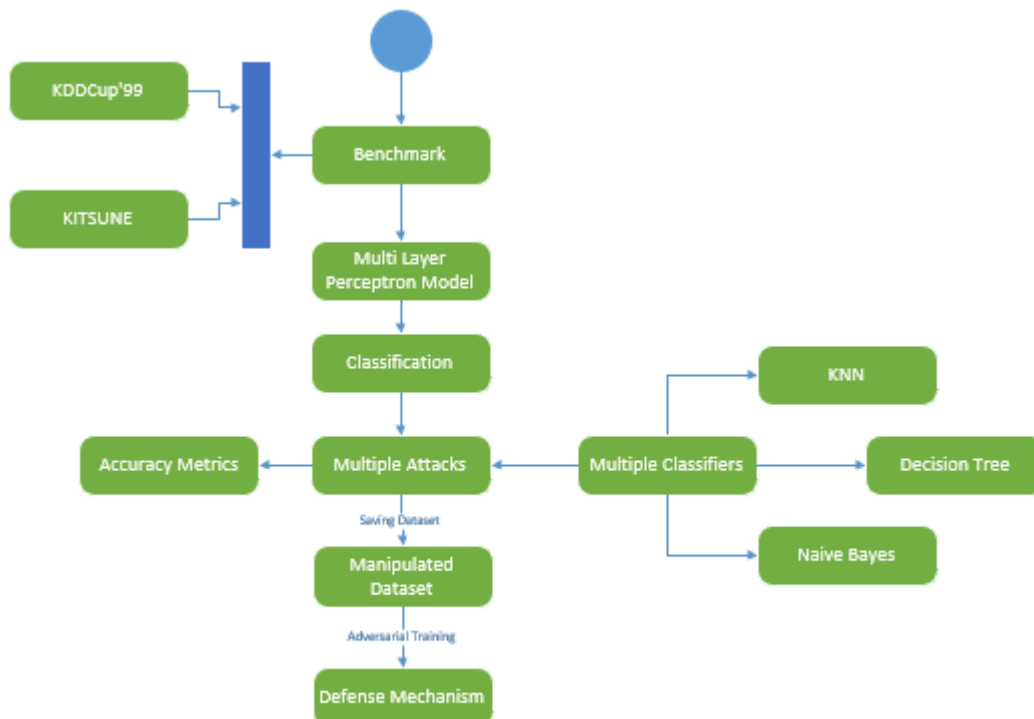 KDDCup'99
Benchmark
KITSUNE
Multi Layer
Perceptron Model
Classification
KNN
Accuracy Metrics
Multiple Attacks
Multiple Classifiers
Decision Tree
Saving Dataset
Naive Bayes
Manipulated
Dataset
Adversarial Training
Defense Mechanism